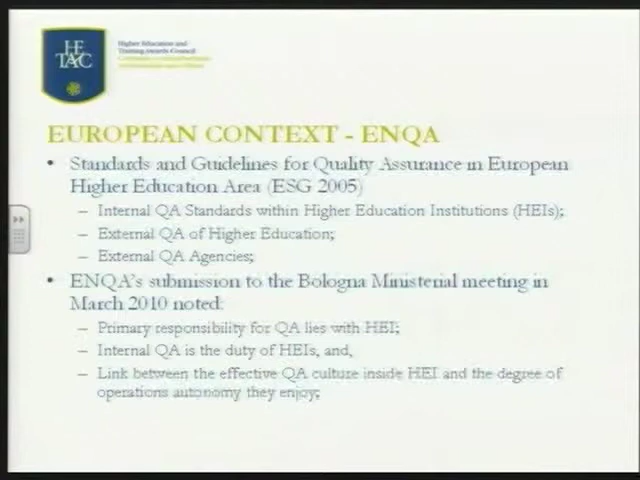 HE
TAC
Higher Education and
Training Awards Council
EUROPEAN CONTEXT - ENQA
• Standards and Guidelines for Quality Assurance in European
Higher Education Area (ESG 2005)
– Internal QA Standards within Higher Education Institutions (HEIs);
– External QA of Higher Education;
– External QA Agencies;
• ENQA's submission to the Bologna Ministerial meeting in
March 2010 noted:
– Primary responsibility for QA lies with HEI;
– Internal QA is the duty of HEIs, and,
– Link between the effective QA culture inside HEI and the degree of
operations autonomy they enjoy;